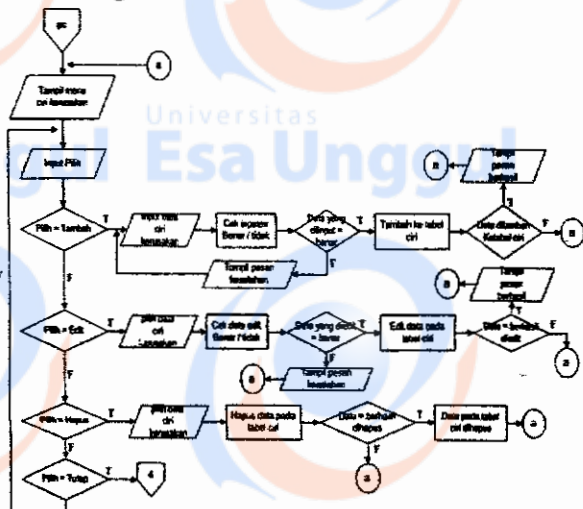 a
Tampil menu
ciri kerusakan
Universitas
Esa Unggul
Input Pilih
Pilih = Tambah
T
Input data
ciri
kerusakan
Cek inputan
Benar / tidak
Data yang
diinput =
benar
T
Tambah ke tabel
ciri
Data ditambah
Ketabel ciri
T
Tampil
pesan
berhasil
F
F
Tampil pesan
kesalahan
F
Pilih = Edit
T
pilih data
ciri
kerusakan
Cek data edit
Benar / tidak
Data yang diedit
= benar
T
Edit data pada
tabel ciri
Data = berhasil
diedit
T
Tampil
pesan
berhasil
a
F
a
F
Tampil pesan
kesalahan
a
F
Pilih = Hapus
T
pilih data
ciri
kerusakan
Hapus data pada
tabel ciri
Data = berhasil
dihapus
T
Data pada tabel
ciri dihapus
a
F
a
F
Pilih = Tutup
T
4